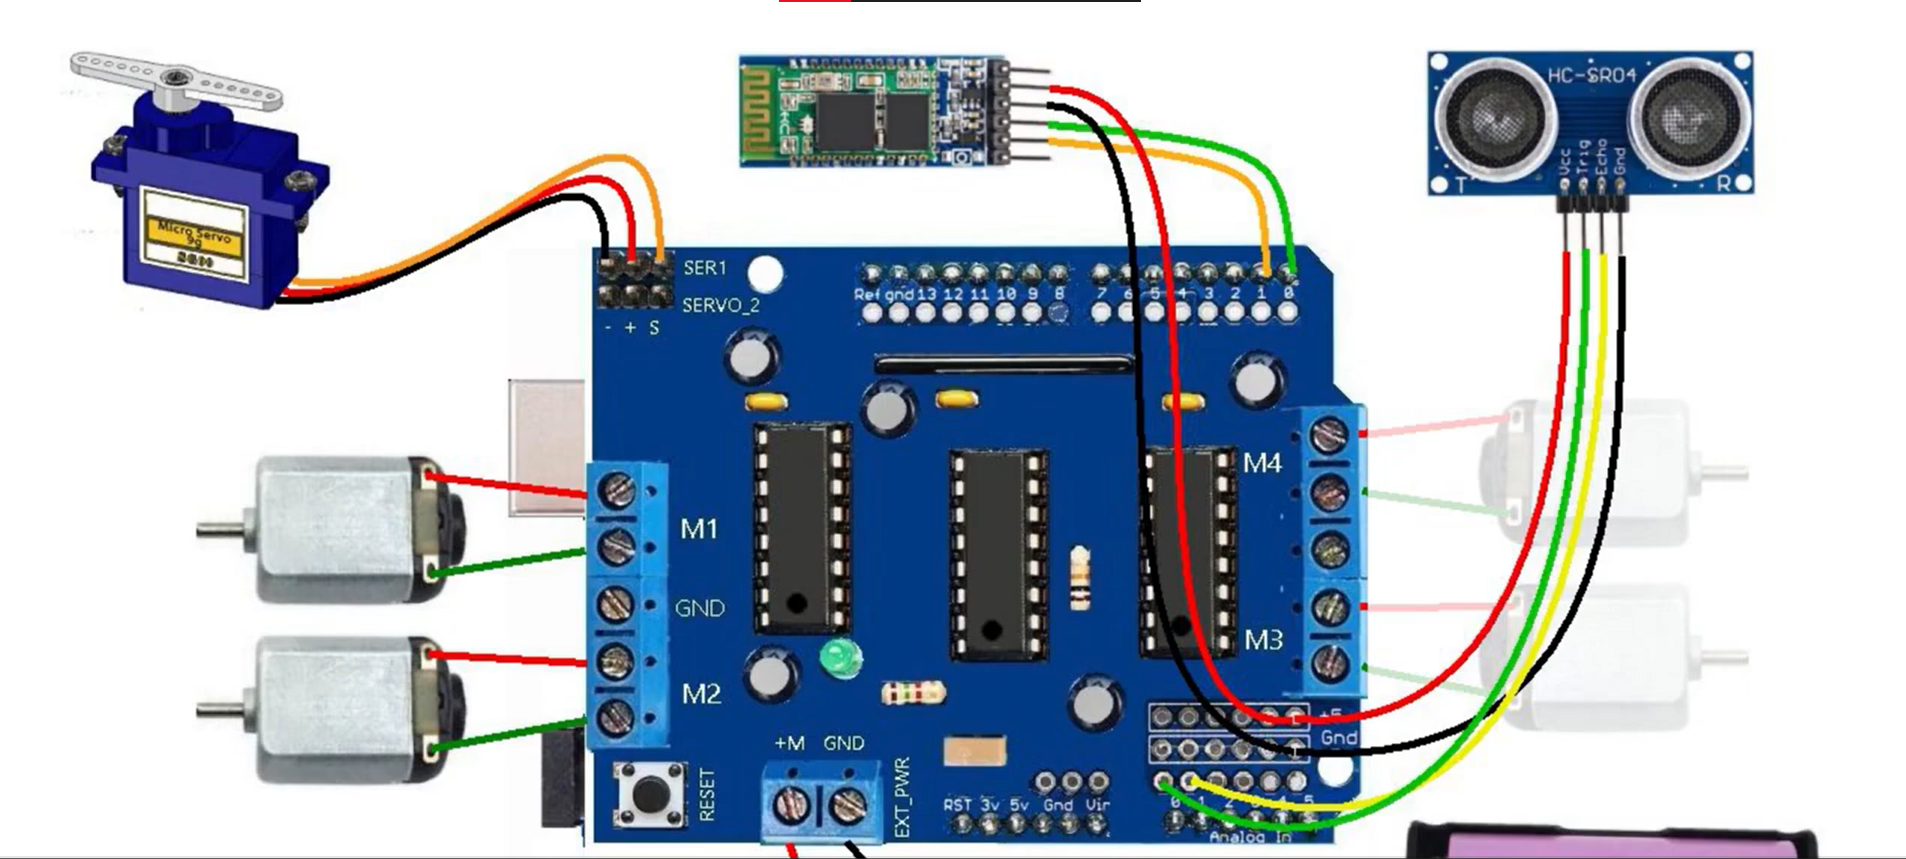 HC-SR04
Vcc
Trig
Echo
Gnd
T
R
Micro Servo
9g
SG90
SER1
SERVO_2
- + S
Ref gnd 13 12 11 10 9 8 7 6 5 4 3 2 1 0
M1
GND
M2
M4
M3
+5
Gnd
+M GND
EXT_PWR
RESET
RST 3v 5v Gnd Vin
0 1 2 3 4 5
Analog In